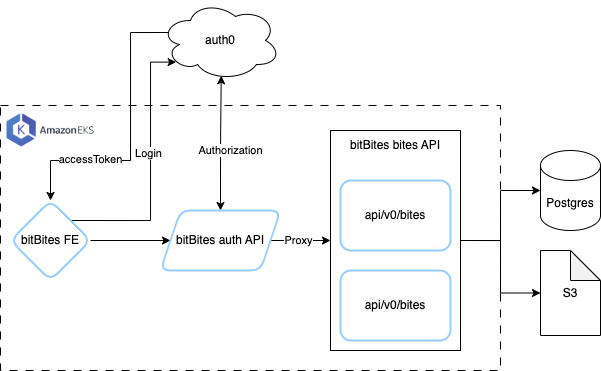 auth0
K
Amazon EKS
bitBites bites API
accessToken
Login
Authorization
api/v0/bites
Postgres
bitBites FE
bitBites auth API
Proxy
api/v0/bites
S3